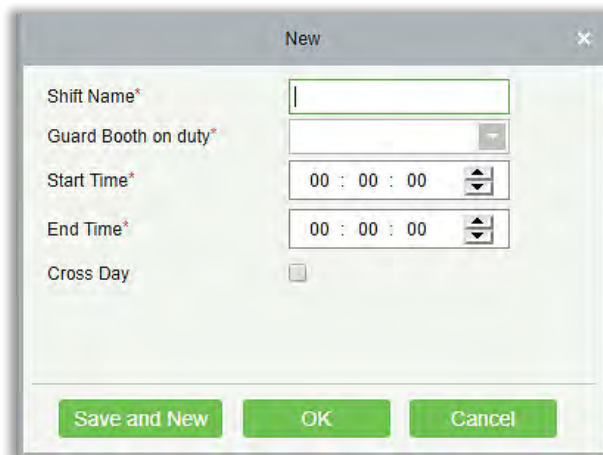 New
Shift Name*
Guard Booth on duty*
Start Time* 00 : 00 : 00
End Time* 00 : 00 : 00
Cross Day
Save and New OK Cancel